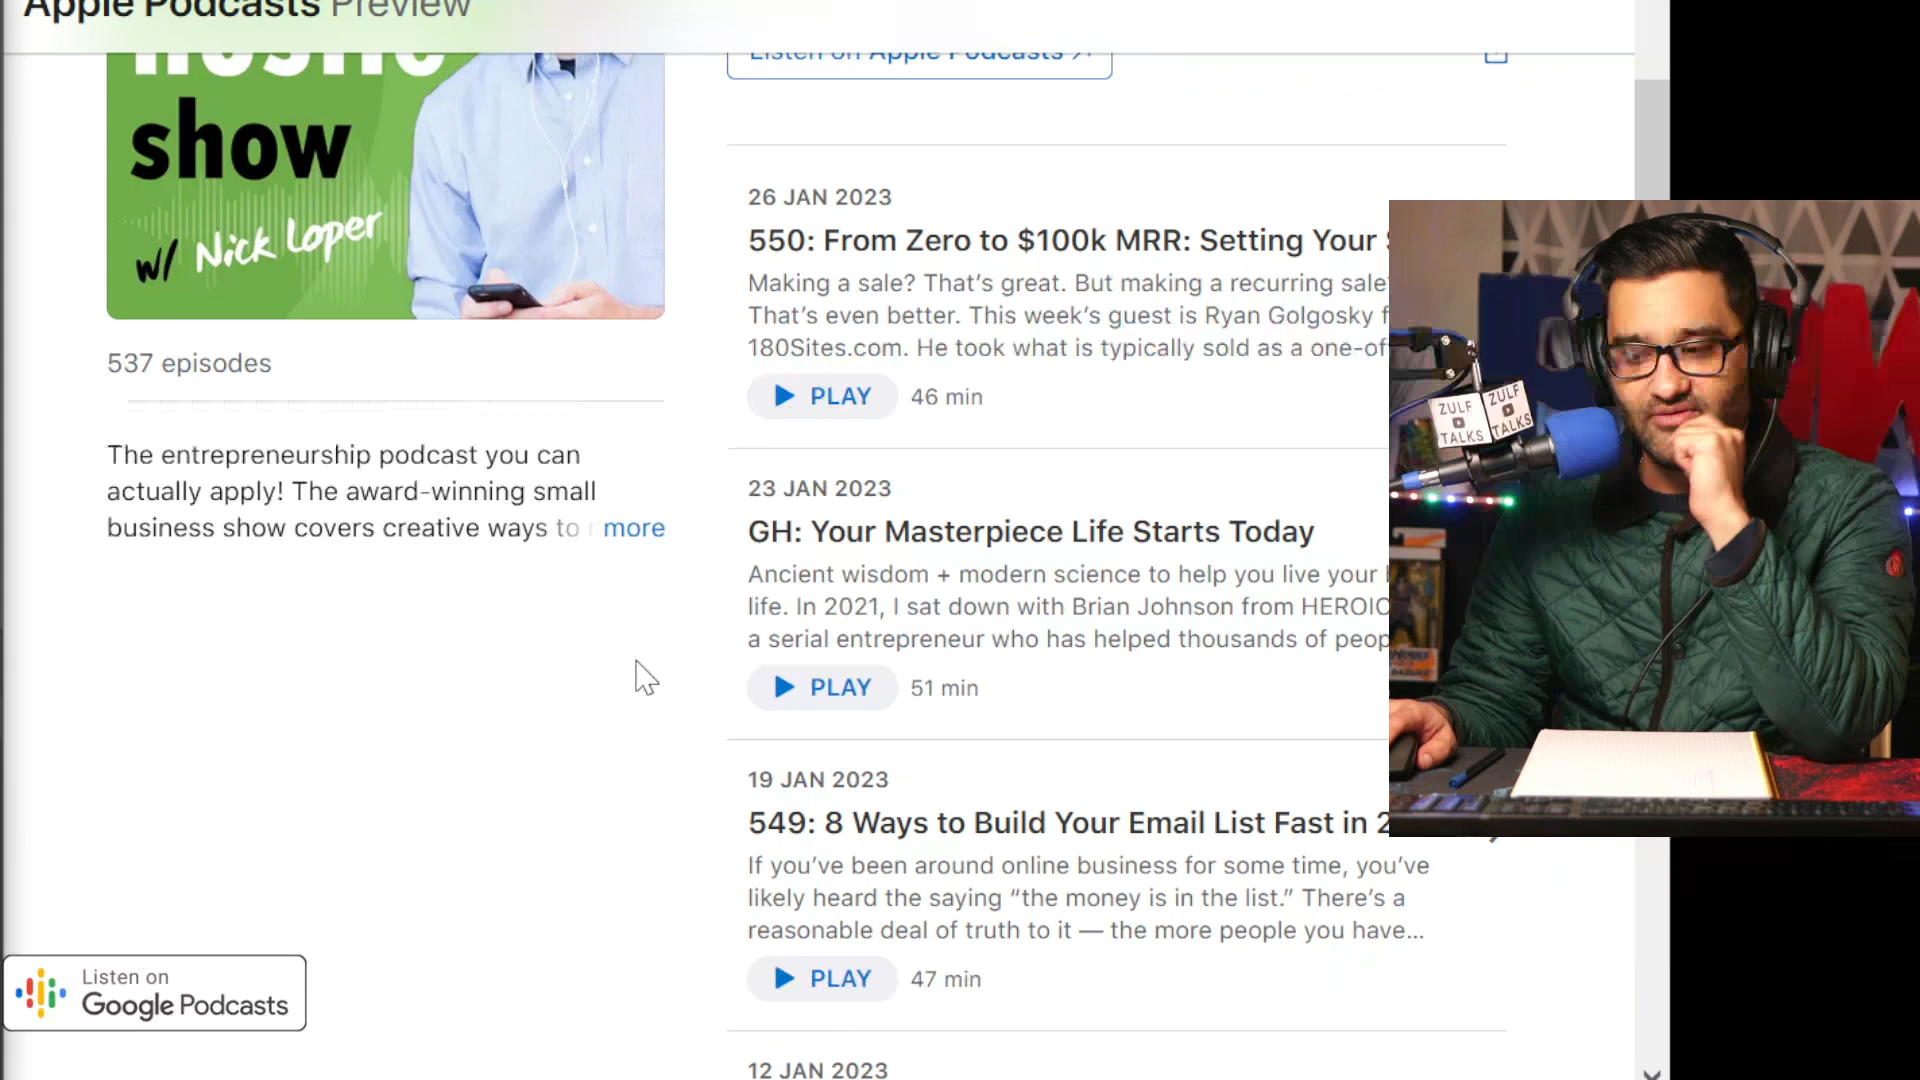 Apple Podcasts Preview
show
w/ Nick Loper
537 episodes
The entrepreneurship podcast you can
actually apply! The award-winning small
business show covers creative ways to more
Listen on
Google Podcasts
Listen on Apple Podcasts ↗
26 JAN 2023
550: From Zero to $100k MRR: Setting Your
Making a sale? That's great. But making a recurring sale
That's even better. This week's guest is Ryan Golgosky
180Sites.com. He took what is typically sold as a one-of
PLAY 46 min
23 JAN 2023
GH: Your Masterpiece Life Starts Today
Ancient wisdom + modern science to help you live your
life. In 2021, I sat down with Brian Johnson from HEROIC
a serial entrepreneur who has helped thousands of peop
PLAY 51 min
19 JAN 2023
549: 8 Ways to Build Your Email List Fast in 2
If you've been around online business for some time, you've
likely heard the saying “the money is in the list.” There's a
reasonable deal of truth to it — the more people you have...
PLAY 47 min
12 JAN 2023
ZULF
TALKS
ZULF
TALKS